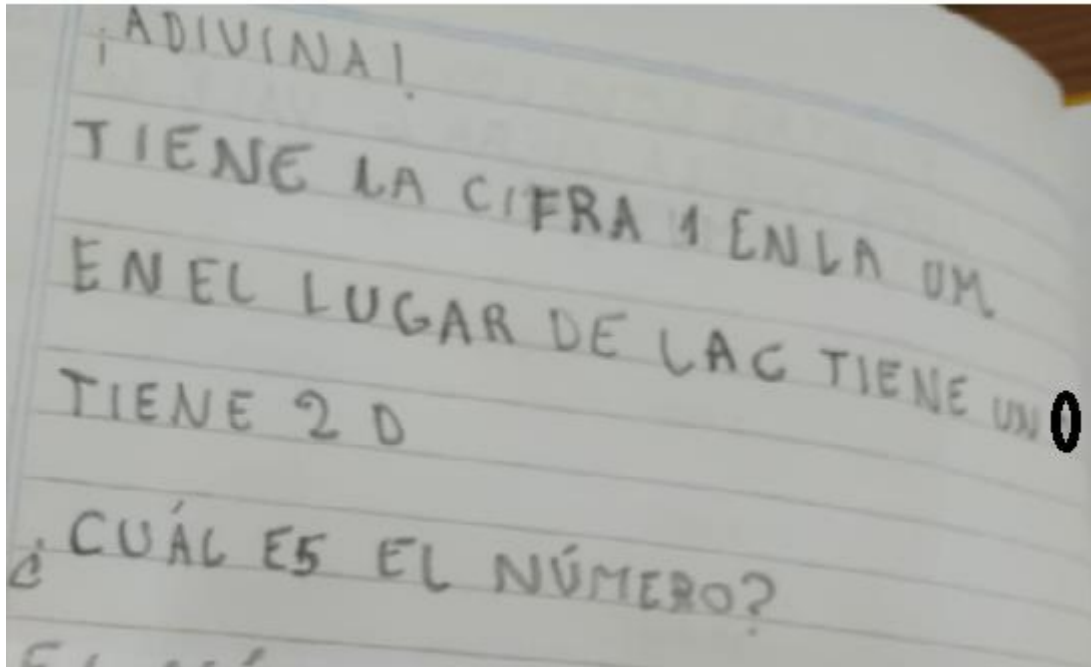 ¡ADIVINA!
TIENE LA CIFRA 1 EN LA UM
EN EL LUGAR DE LA C TIENE UN 0
TIENE 2 D
¿CUÁL ES EL NÚMERO?